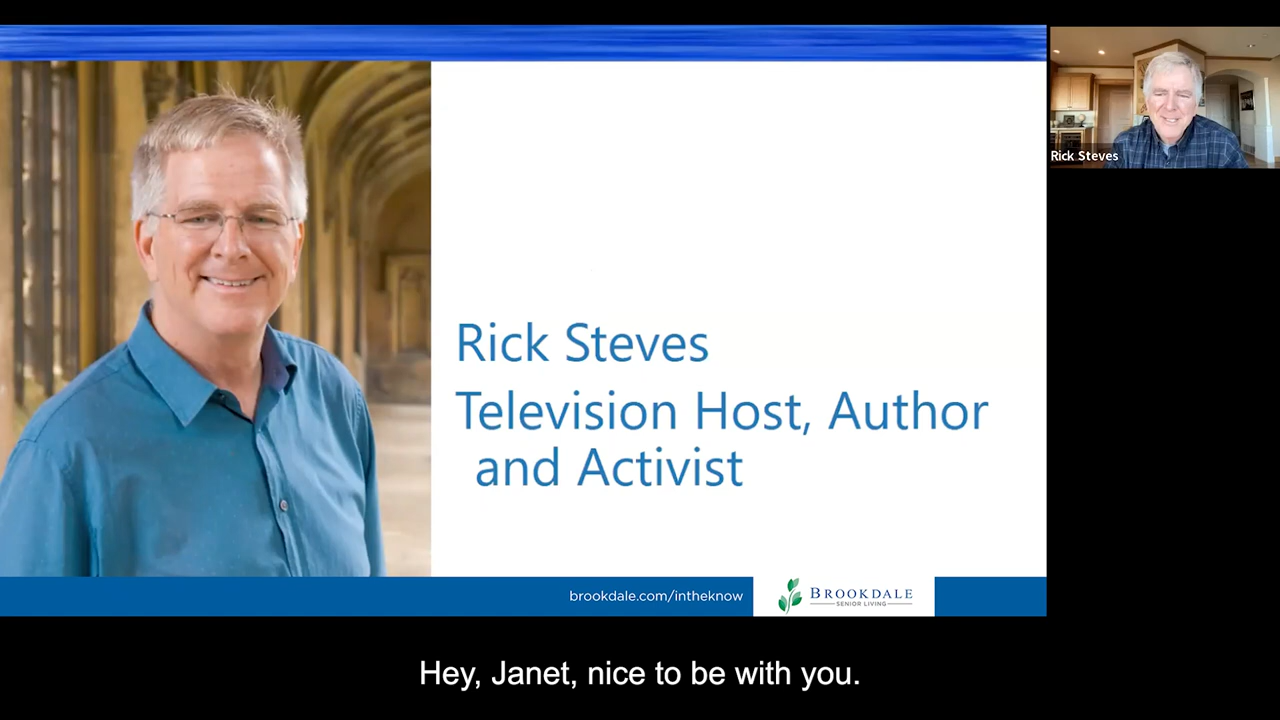 Rick Steves
Rick Steves
Television Host, Author
and Activist
brookdale.com/intheknow
BROOKDALE
SENIOR LIVING
Hey, Janet, nice to be with you.